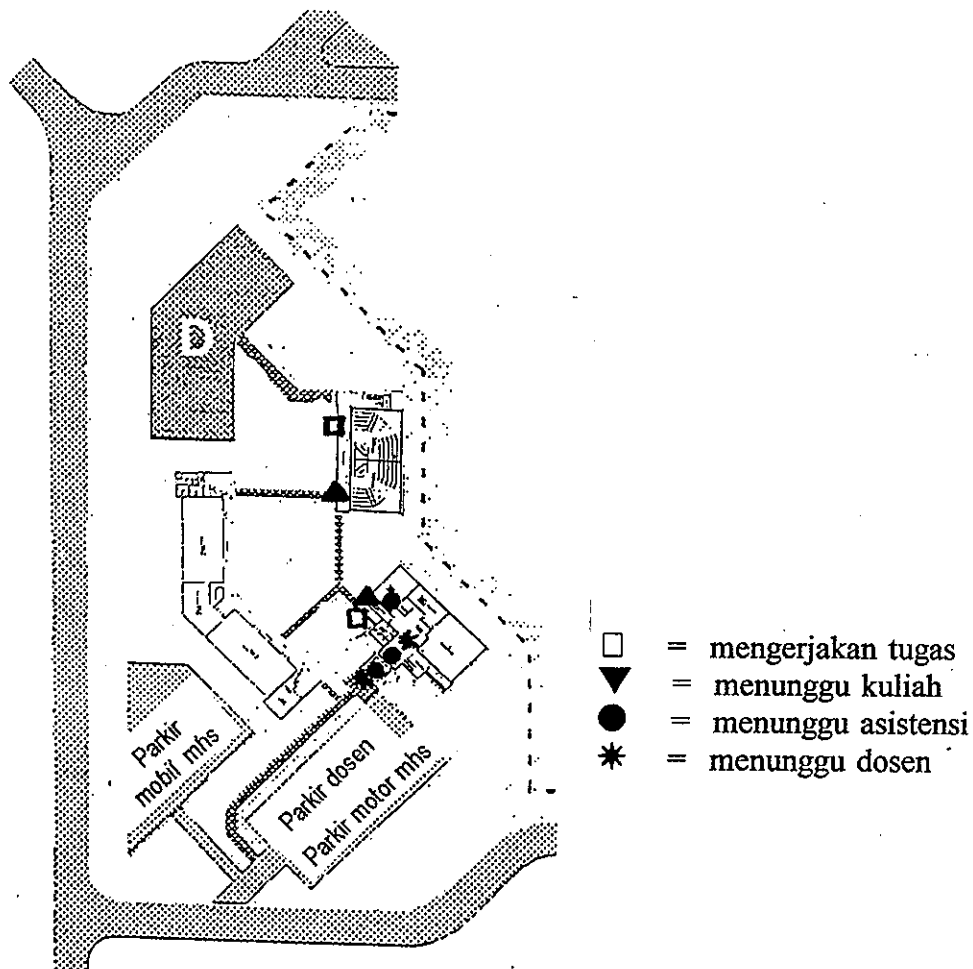 D
Parkir
mobil mhs
Parkir dosen
Parkir motor mhs
= mengerjakan tugas
= menunggu kuliah
= menunggu asistensi
= menunggu dosen